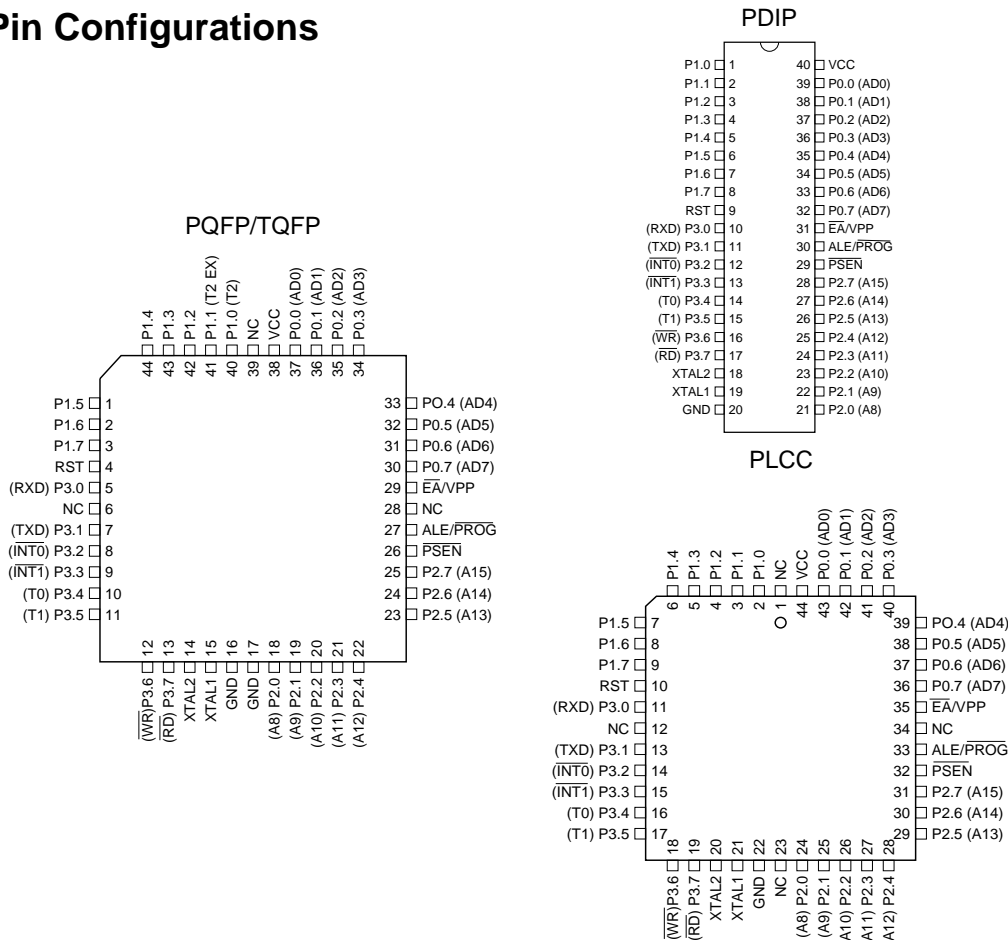 Pin Configurations
PDIP
P1.0 1 40 VCC
P1.1 2 39 P0.0 (AD0)
P1.2 3 38 P0.1 (AD1)
P1.3 4 37 P0.2 (AD2)
P1.4 5 36 P0.3 (AD3)
P1.5 6 35 P0.4 (AD4)
P1.6 7 34 P0.5 (AD5)
P1.7 8 33 P0.6 (AD6)
RST 9 32 P0.7 (AD7)
(RXD) P3.0 10 31 EA/VPP
(TXD) P3.1 11 30 ALE/PROG
(INT0) P3.2 12 29 PSEN
(INT1) P3.3 13 28 P2.7 (A15)
(T0) P3.4 14 27 P2.6 (A14)
(T1) P3.5 15 26 P2.5 (A13)
(WR) P3.6 16 25 P2.4 (A12)
(RD) P3.7 17 24 P2.3 (A11)
XTAL2 18 23 P2.2 (A10)
XTAL1 19 22 P2.1 (A9)
GND 20 21 P2.0 (A8)
PQFP/TQFP
P1.4 P1.3 P1.2 P1.1 (T2 EX) P1.0 (T2) NC VCC P0.0 (AD0) P0.1 (AD1) P0.2 (AD2) P0.3 (AD3)
44 43 42 41 40 39 38 37 36 35 34
P1.5 1 33 PO.4 (AD4)
P1.6 2 32 P0.5 (AD5)
P1.7 3 31 P0.6 (AD6)
RST 4 30 P0.7 (AD7)
(RXD) P3.0 5 29 EA/VPP
NC 6 28 NC
(TXD) P3.1 7 27 ALE/PROG
(INT0) P3.2 8 26 PSEN
(INT1) P3.3 9 25 P2.7 (A15)
(T0) P3.4 10 24 P2.6 (A14)
(T1) P3.5 11 23 P2.5 (A13)
12 13 14 15 16 17 18 19 20 21 22
(WR)P3.6 (RD) P3.7 XTAL2 XTAL1 GND GND (A8) P2.0 (A9) P2.1 (A10) P2.2 (A11) P2.3 (A12) P2.4
PLCC
P1.4 P1.3 P1.2 P1.1 P1.0 NC VCC P0.0 (AD0) P0.1 (AD1) P0.2 (AD2) P0.3 (AD3)
6 5 4 3 2 1 44 43 42 41 40
P1.5 7 39 PO.4 (AD4)
P1.6 8 38 P0.5 (AD5)
P1.7 9 37 P0.6 (AD6)
RST 10 36 P0.7 (AD7)
(RXD) P3.0 11 35 EA/VPP
NC 12 34 NC
(TXD) P3.1 13 33 ALE/PROG
(INT0) P3.2 14 32 PSEN
(INT1) P3.3 15 31 P2.7 (A15)
(T0) P3.4 16 30 P2.6 (A14)
(T1) P3.5 17 29 P2.5 (A13)
18 19 20 21 22 23 24 25 26 27 28
(WR)P3.6 (RD) P3.7 XTAL2 XTAL1 GND NC (A8) P2.0 (A9) P2.1 A10) P2.2 A11) P2.3 A12) P2.4